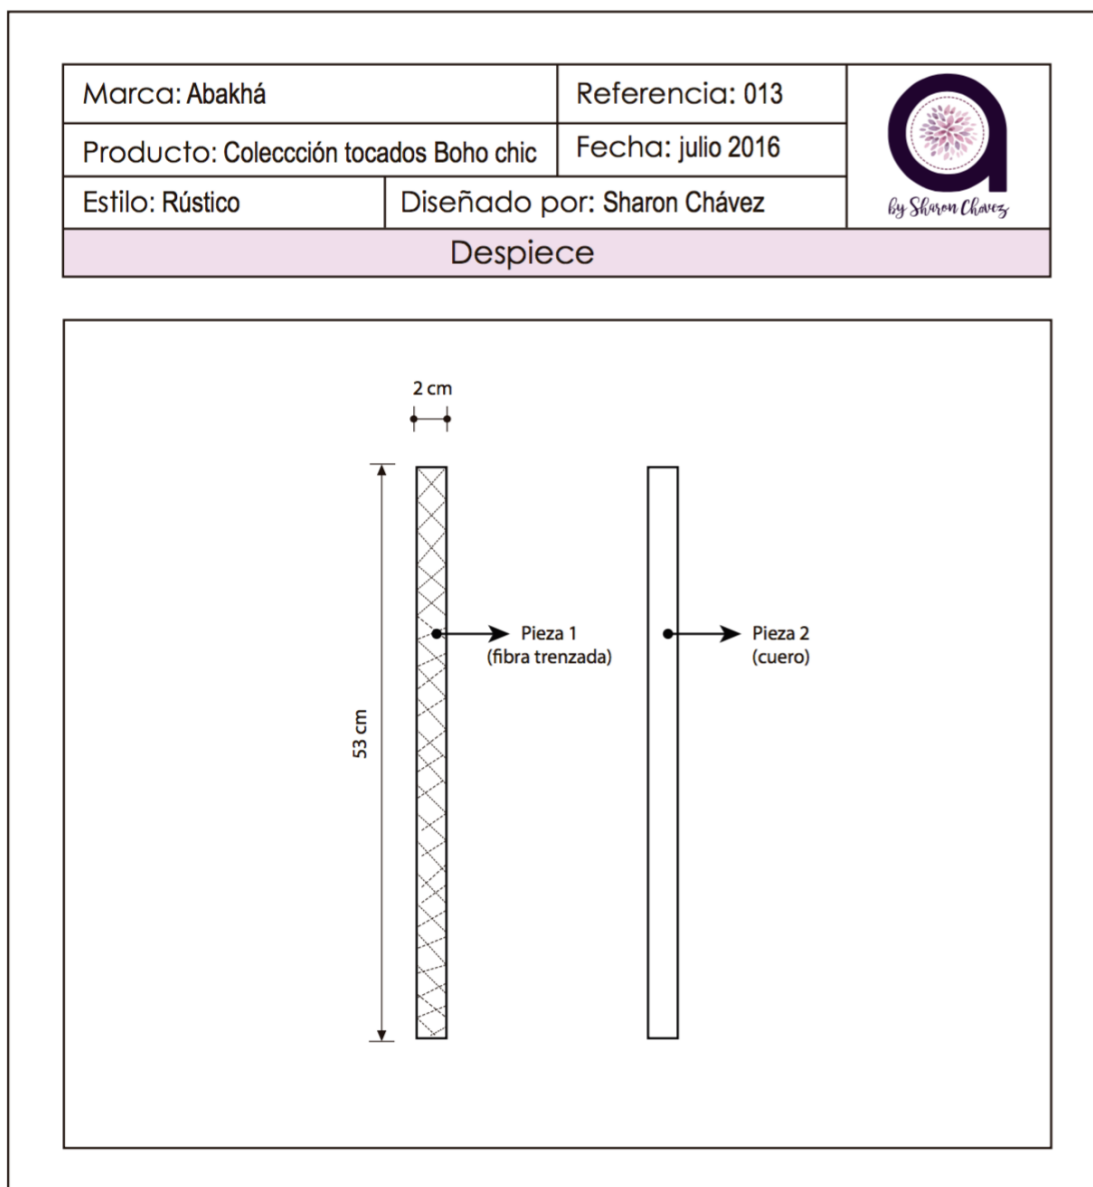 Marca: Abakhá
Referencia: 013
Producto: Coleccción tocados Boho chic
Fecha: julio 2016
Estilo: Rústico
Diseñado por: Sharon Chávez
a
by Sharon Chavez
Despiece
2 cm
Pieza 1
(fibra trenzada)
Pieza 2
(cuero)
53 cm